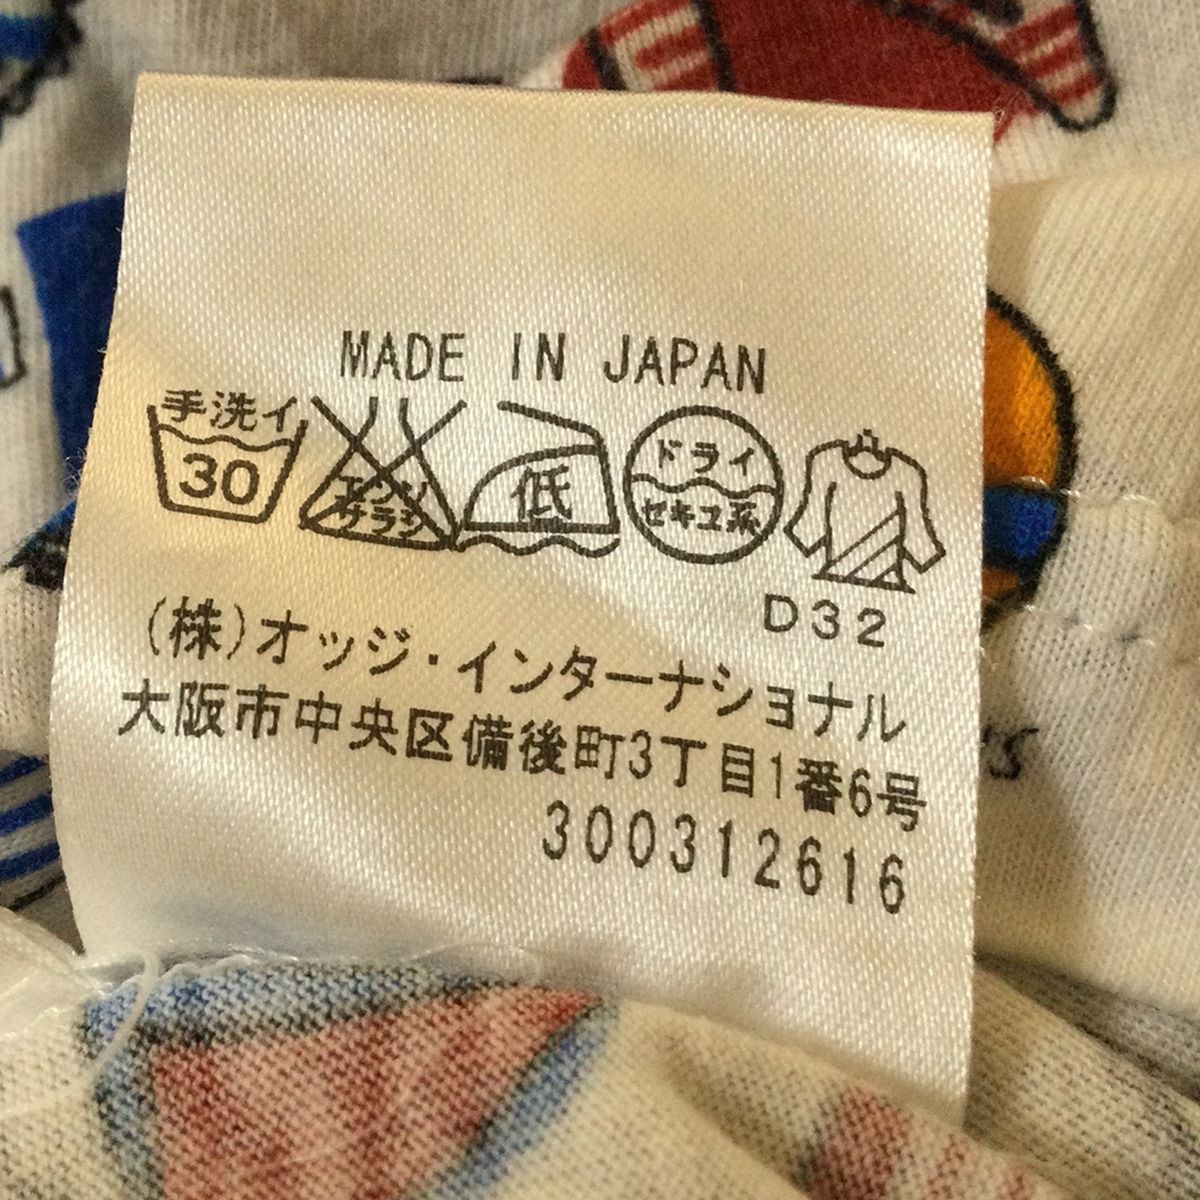 MADE IN JAPAN
手洗イ
30
エンソ
サラシ
低
ドライ
セキユ系
D32
(株)オッジ・インターナショナル
大阪市中央区備後町3丁目1番6号
300312616